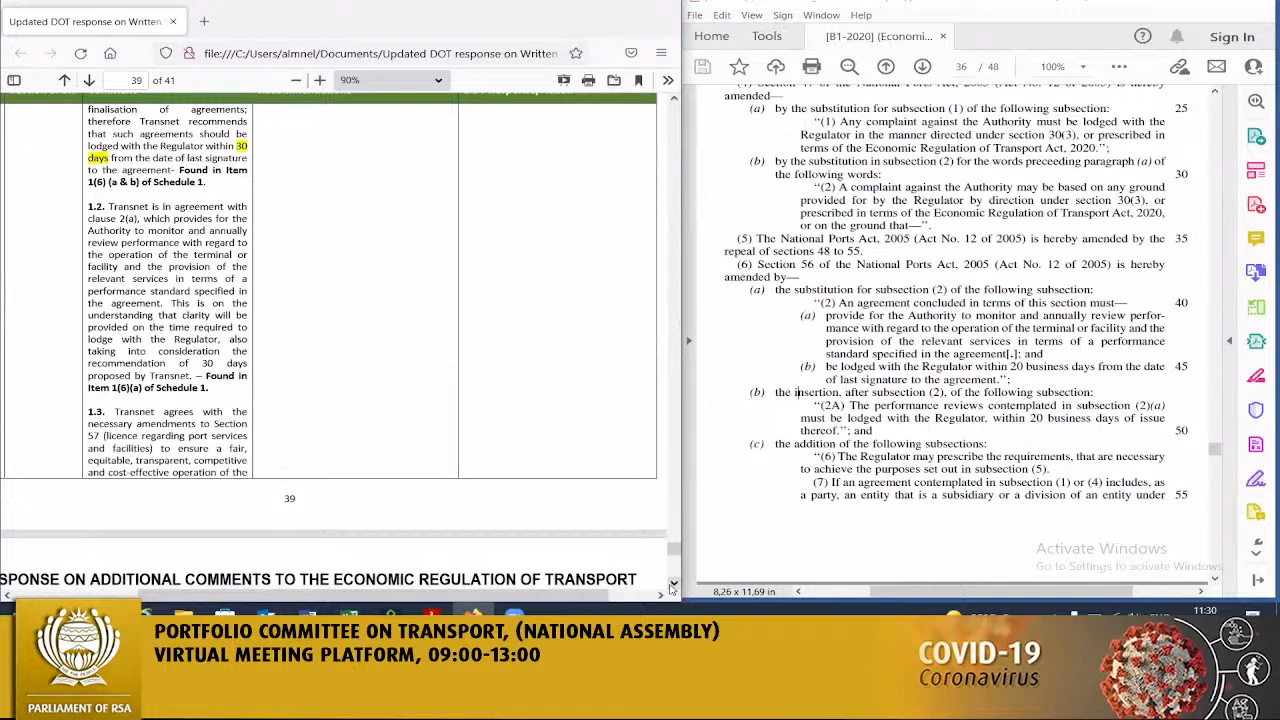 Updated DOT response on Written
file:///C:/Users/almnel/Documents/Updated DOT response on Written
39 of 41
90%
finalisation of agreements;
therefore Transnet recommends
that such agreements should be
lodged with the Regulator within 30
days from the date of last signature
to the agreement- Found in Item
1(6) (a & b) of Schedule 1.
1.2. Transnet is in agreement with
clause 2(a), which provides for the
Authority to monitor and annually
review performance with regard to
the operation of the terminal or
facility and the provision of the
relevant services in terms of a
performance standard specified in
the agreement. This is on the
understanding that clarity will be
provided on the time required to
lodge with the Regulator, also
taking into consideration the
recommendation of 30 days
proposed by Transnet. – Found in
Item 1(6)(a) of Schedule 1.
1.3. Transnet agrees with the
necessary amendments to Section
57 (licence regarding port services
and facilities) to ensure a fair,
equitable, transparent, competitive
and cost-effective operation of the
39
SPONSE ON ADDITIONAL COMMENTS TO THE ECONOMIC REGULATION OF TRANSPORT
File Edit View Sign Window Help
Home Tools [B1-2020] (Economi... Sign In
36 / 48 100%
amended—
(a) by the substitution for subsection (1) of the following subsection: 25
‘‘(1) Any complaint against the Authority must be lodged with the
Regulator in the manner directed under section 30(3), or prescribed in
terms of the Economic Regulation of Transport Act, 2020.’’;
(b) by the substitution in subsection (2) for the words preceeding paragraph (a) of
the following words: 30
‘‘(2) A complaint against the Authority may be based on any ground
provided for by the Regulator by direction under section 30(3), or
prescribed in terms of the Economic Regulation of Transport Act, 2020,
or on the ground that—’’.
(5) The National Ports Act, 2005 (Act No. 12 of 2005) is hereby amended by the 35
repeal of sections 48 to 55.
(6) Section 56 of the National Ports Act, 2005 (Act No. 12 of 2005) is hereby
amended by—
(a) the substitution for subsection (2) of the following subsection:
‘‘(2) An agreement concluded in terms of this section must— 40
(a) provide for the Authority to monitor and annually review perfor-
mance with regard to the operation of the terminal or facility and the
provision of the relevant services in terms of a performance
standard specified in the agreement[.]; and
(b) be lodged with the Regulator within 20 business days from the date 45
of last signature to the agreement.’’;
(b) the insertion, after subsection (2), of the following subsection:
‘‘(2A) The performance reviews contemplated in subsection (2)(a)
must be lodged with the Regulator, within 20 business days of issue
thereof.’’; and 50
(c) the addition of the following subsections:
‘‘(6) The Regulator may prescribe the requirements, that are necessary
to achieve the purposes set out in subsection (5).
(7) If an agreement contemplated in subsection (1) or (4) includes, as
a party, an entity that is a subsidiary or a division of an entity under 55
Activate Windows
Go to Settings to activate Windows.
8,26 x 11,69 in
11:30
PARLIAMENT OF RSA
PORTFOLIO COMMITTEE ON TRANSPORT, (NATIONAL ASSEMBLY)
VIRTUAL MEETING PLATFORM, 09:00-13:00
COVID-19
Coronavirus